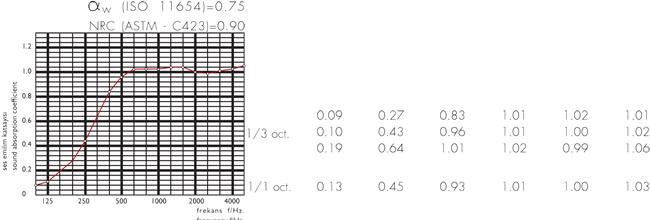 αw (ISO 11654)=0.75
NRC (ASTM - C423)=0.90
1.2
1.0
0.8
0.6
0.4
0.2
0
ses emilim katsayısı
sound absorption coefficient
125 250 500 1000 2000 4000
frekans f/Hz.
frequency f/Hz.
0.09 0.27 0.83 1.01 1.02 1.01
1/3 oct. 0.10 0.43 0.96 1.01 1.00 1.02
0.19 0.64 1.01 1.02 0.99 1.06
1/1 oct. 0.13 0.45 0.93 1.01 1.00 1.03